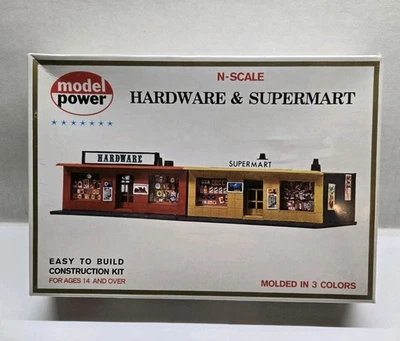 model
power
N-SCALE
HARDWARE & SUPERMART
HARDWARE
SUPERMART
EASY TO BUILD
CONSTRUCTION KIT
FOR AGES 14 AND OVER
MOLDED IN 3 COLORS